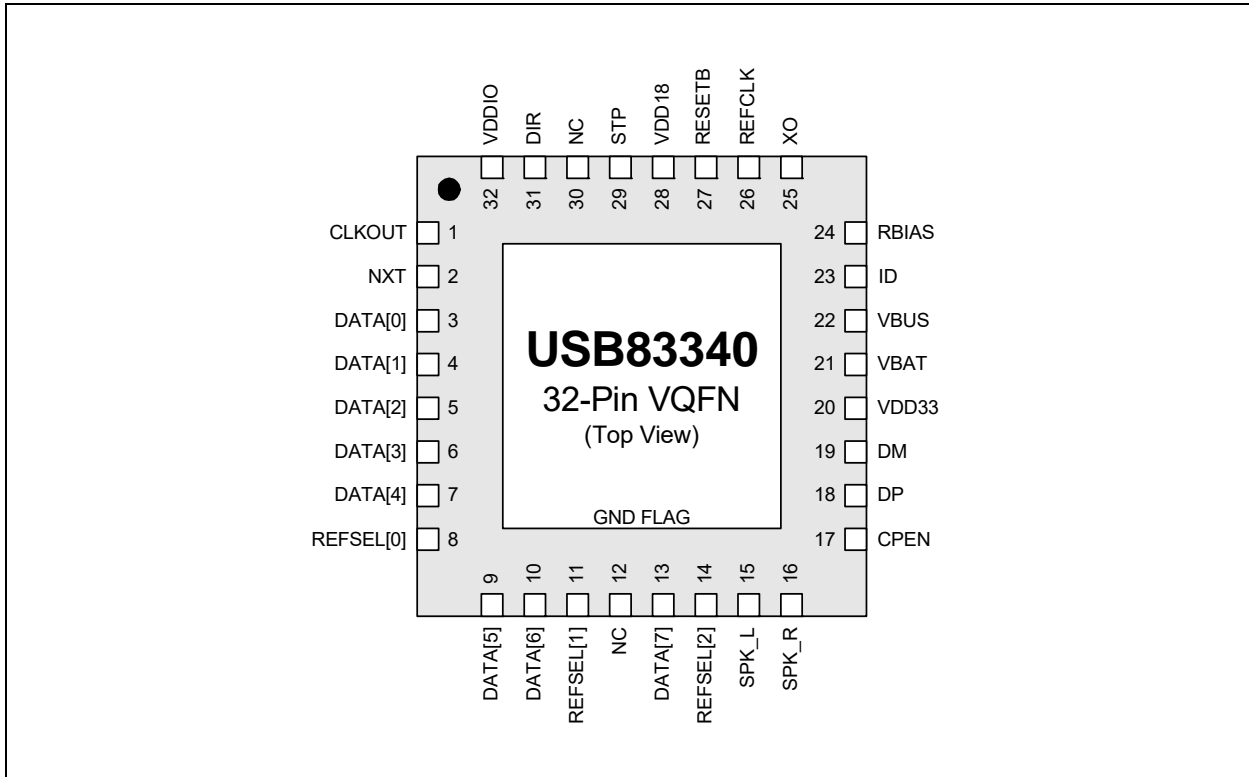 VDDIO
DIR
NC
STP
VDD18
RESETB
REFCLK
XO
32
31
30
29
28
27
26
25
CLKOUT 1
NXT 2
DATA[0] 3
DATA[1] 4
DATA[2] 5
DATA[3] 6
DATA[4] 7
REFSEL[0] 8
USB83340
32-Pin VQFN
(Top View)
GND FLAG
24 RBIAS
23 ID
22 VBUS
21 VBAT
20 VDD33
19 DM
18 DP
17 CPEN
9
10
11
12
13
14
15
16
DATA[5]
DATA[6]
REFSEL[1]
NC
DATA[7]
REFSEL[2]
SPK_L
SPK_R